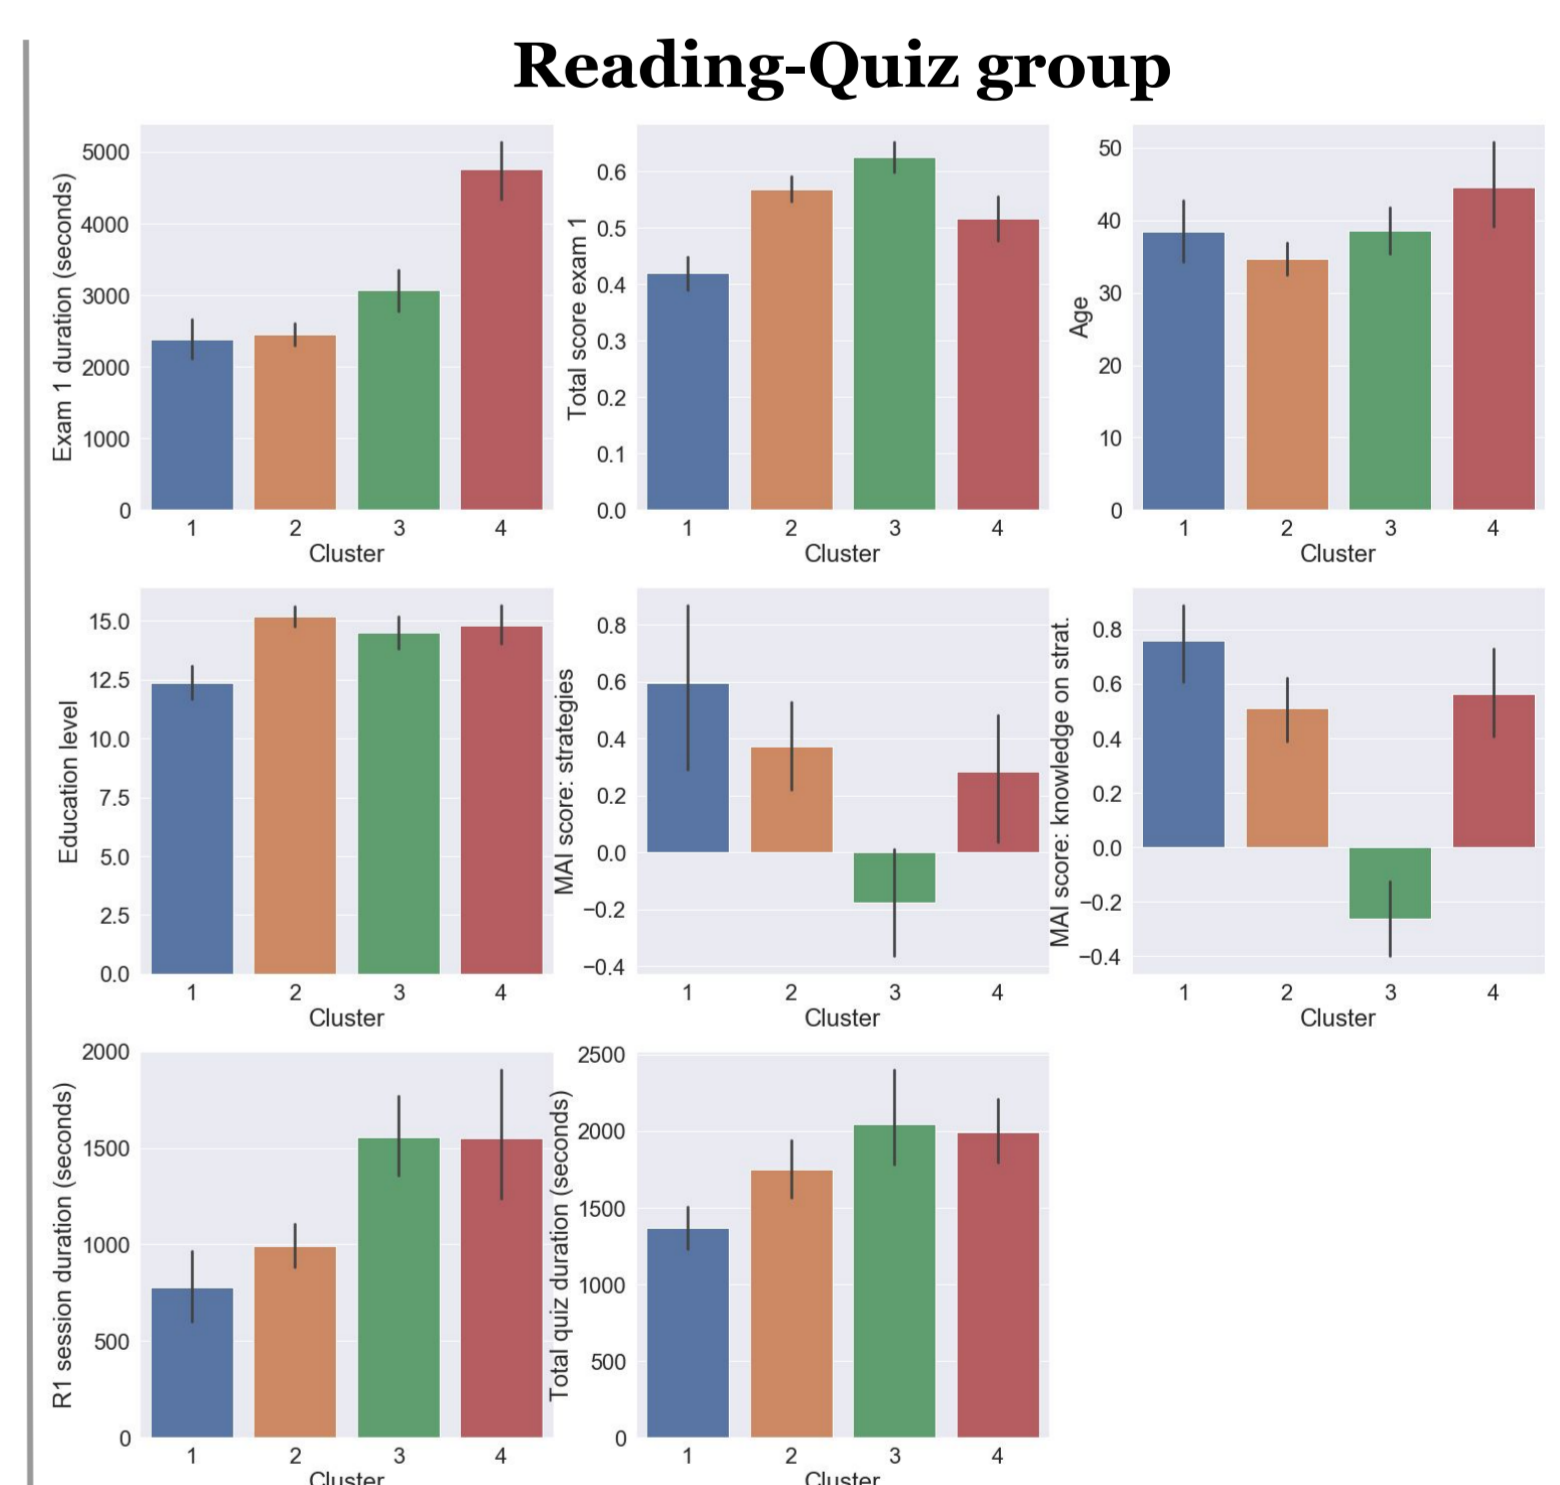 Reading-Quiz group
Exam 1 duration (seconds)
5000
4000
3000
2000
1000
0
1 2 3 4
Cluster
Total score exam 1
0.6
0.5
0.4
0.3
0.2
0.1
0.0
1 2 3 4
Cluster
Age
50
40
30
20
10
0
1 2 3 4
Cluster
Education level
15.0
12.5
10.0
7.5
5.0
2.5
0.0
1 2 3 4
Cluster
MAI score: strategies
0.8
0.6
0.4
0.2
0.0
−0.2
−0.4
1 2 3 4
Cluster
MAI score: knowledge on strat.
0.8
0.6
0.4
0.2
0.0
−0.2
−0.4
1 2 3 4
Cluster
R1 session duration (seconds)
2000
1500
1000
500
0
1 2 3 4
Cluster
Total quiz duration (seconds)
2500
2000
1500
1000
500
0
1 2 3 4
Cluster